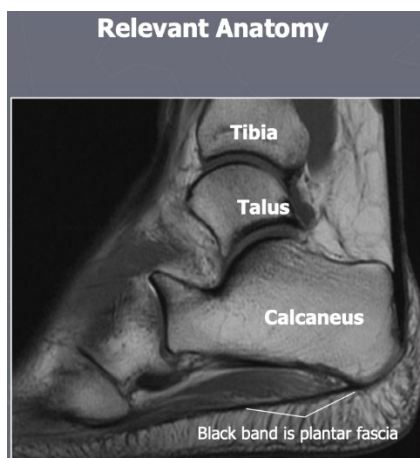 Relevant Anatomy
Tibia
Talus
Calcaneus
Black band is plantar fascia